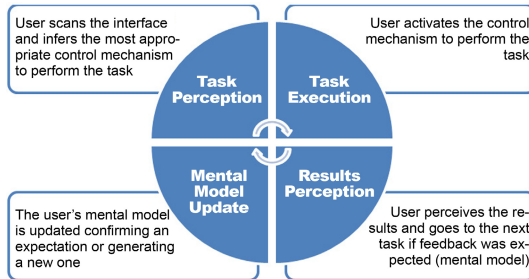 User scans the interface
and infers the most appro-
priate control mechanism
to perform the task
User activates the control
mechanism to perform the
task
Task
Perception
Task
Execution
Mental
Model
Update
Results
Perception
The user's mental model
is updated confirming an
expectation or generating
a new one
User perceives the re-
sults and goes to the next
task if feedback was ex-
pected (mental model)